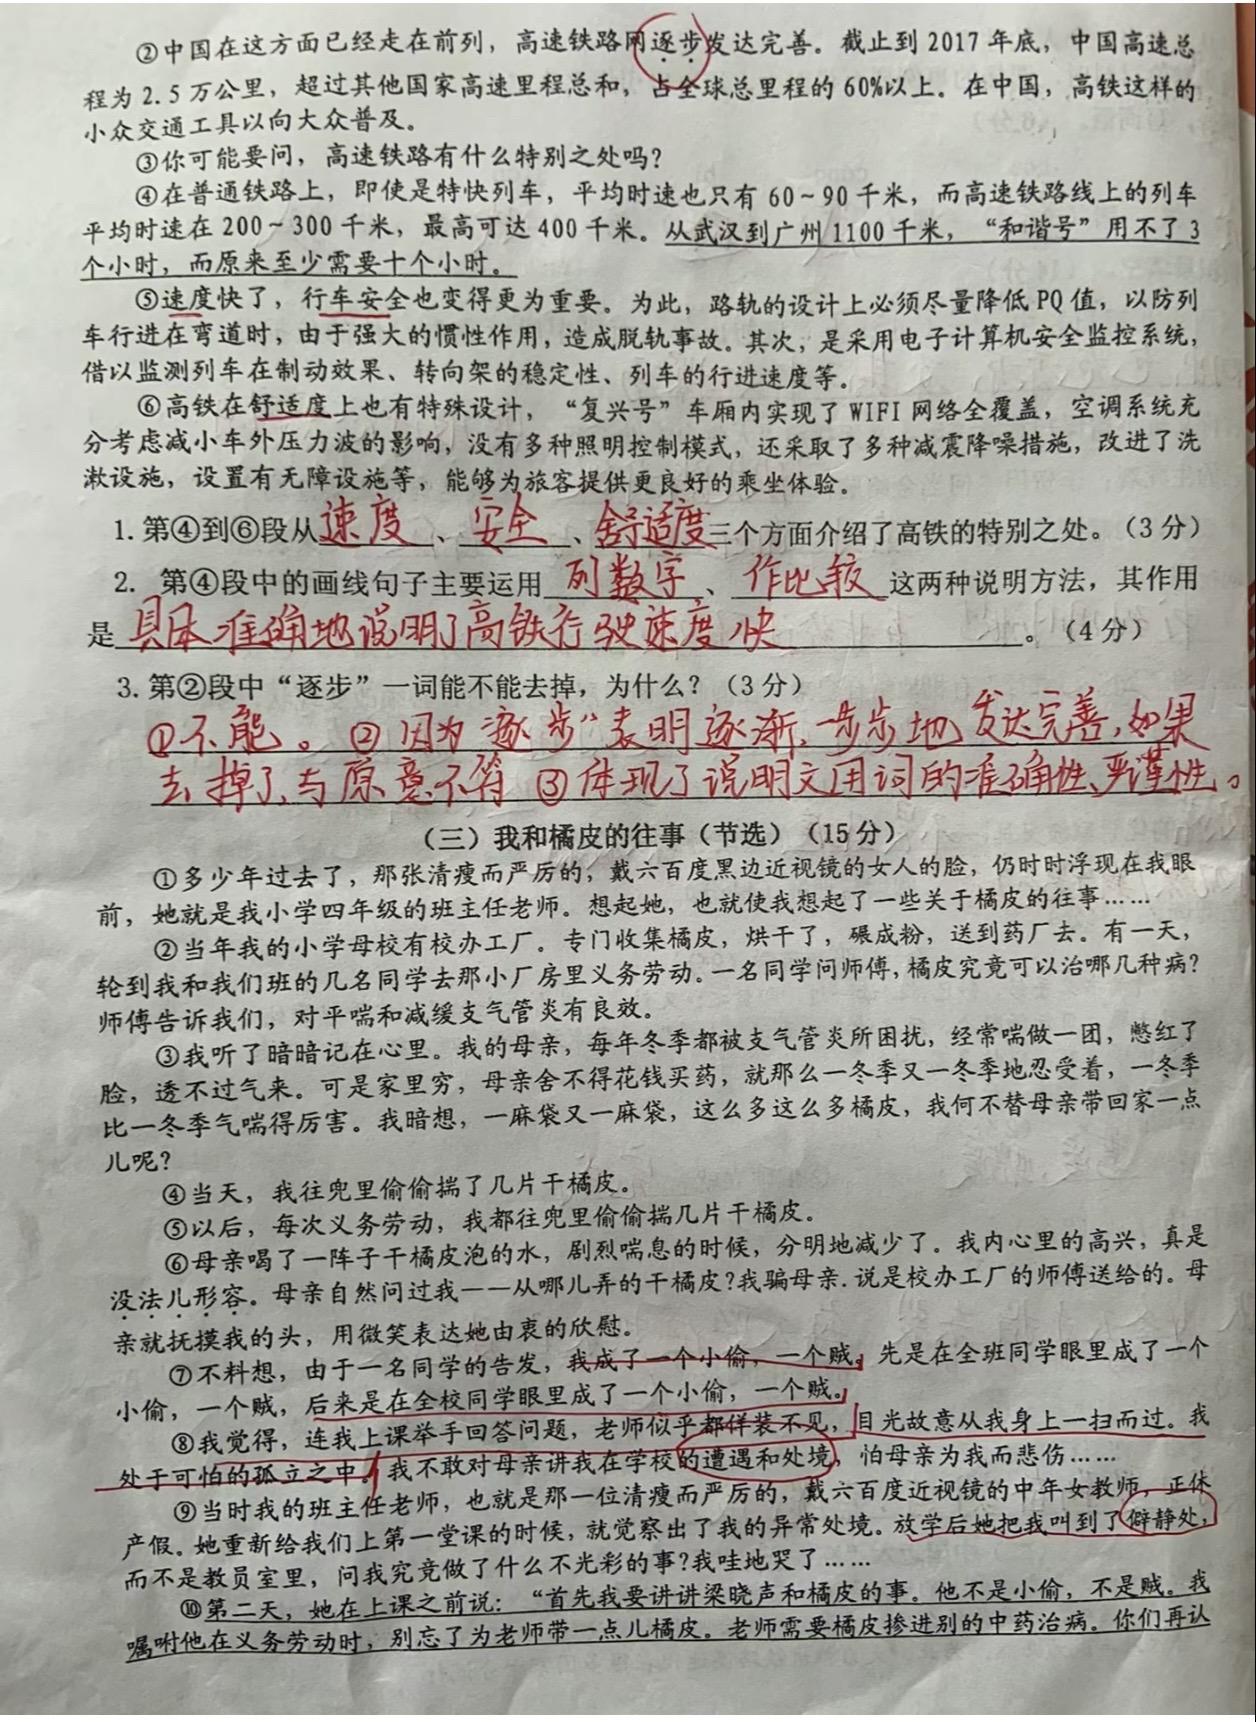 ②中国在这方面已经走在前列，高速铁路网逐步发达完善。截止到2017年底，中国高速总
程为2.5万公里，超过其他国家高速里程总和，占全球总里程的60%以上。在中国，高铁这样的
小众交通工具以向大众普及。
③你可能要问，高速铁路有什么特别之处吗？
④在普通铁路上，即使是特快列车，平均时速也只有60~90千米，而高速铁路线上的列车
平均时速在200~300千米，最高可达400千米。从武汉到广州1100千米，“和谐号”用不了3
个小时，而原来至少需要十个小时。
⑤速度快了，行车安全也变得更为重要。为此，路轨的设计上必须尽量降低PQ值，以防列
车行进在弯道时，由于强大的惯性作用，造成脱轨事故。其次，是采用电子计算机安全监控系统，
借以监测列车在制动效果、转向架的稳定性、列车的行进速度等。
⑥高铁在舒适度上也有特殊设计，“复兴号”车厢内实现了WIFI网络全覆盖，空调系统充
分考虑减小车外压力波的影响，没有多种照明控制模式，还采取了多种减震降噪措施，改进了洗
漱设施，设置有无障设施等，能够为旅客提供更良好的乘坐体验。
1. 第④到⑥段从速度、安全、舒适度三个方面介绍了高铁的特别之处。（3分）
2. 第④段中的画线句子主要运用列数字、作比较这两种说明方法，其作用
是具体准确地说明了高铁行驶速度快。（4分）
3. 第②段中“逐步”一词能不能去掉，为什么？（3分）
①不能。②因为“逐步”表明逐渐、一步步地发达完善，如果
去掉了、与原意不符③体现了说明文用词的准确性、严谨性。
（三）我和橘皮的往事（节选）（15分）
①多少年过去了，那张清瘦而严厉的，戴六百度黑边近视镜的女人的脸，仍时时浮现在我眼
前，她就是我小学四年级的班主任老师。想起她，也就使我想起了一些关于橘皮的往事……
②当年我的小学母校有校办工厂。专门收集橘皮，烘干了，碾成粉，送到药厂去。有一天，
轮到我和我们班的几名同学去那小厂房里义务劳动。一名同学问师傅，橘皮究竟可以治哪几种病？
师傅告诉我们，对平喘和减缓支气管炎有良效。
③我听了暗暗记在心里。我的母亲，每年冬季都被支气管炎所困扰，经常喘做一团，憋红了
脸，透不过气来。可是家里穷，母亲舍不得花钱买药，就那么一冬季又一冬季地忍受着，一冬季
比一冬季气喘得厉害。我暗想，一麻袋又一麻袋，这么多这么多橘皮，我何不替母亲带回家一点
儿呢？
④当天，我往兜里偷偷揣了几片干橘皮。
⑤以后，每次义务劳动，我都往兜里偷偷揣几片干橘皮。
⑥母亲喝了一阵子干橘皮泡的水，剧烈喘息的时候，分明地减少了。我内心里的高兴，真是
没法儿形容。母亲自然问过我——从哪儿弄的干橘皮？我骗母亲.说是校办工厂的师傅送给的。母
亲就抚摸我的头，用微笑表达她由衷的欣慰。
⑦不料想，由于一名同学的告发，我成了一个小偷，一个贼。先是在全班同学眼里成了一个
小偷，一个贼，后来是在全校同学眼里成了一个小偷，一个贼。
⑧我觉得，连我上课举手回答问题，老师似乎都佯装不见，目光故意从我身上一扫而过。我
处于可怕的孤立之中。我不敢对母亲讲我在学校的遭遇和处境，怕母亲为我而悲伤……
⑨当时我的班主任老师，也就是那一位清瘦而严厉的，戴六百度近视镜的中年女教师，正休
产假。她重新给我们上第一堂课的时候，就觉察出了我的异常处境。放学后她把我叫到了僻静处，
而不是教员室里，问我究竟做了什么不光彩的事？我哇地哭了……
⑩第二天，她在上课之前说：“首先我要讲讲梁晓声和橘皮的事。他不是小偷，不是贼。我
嘱咐他在义务劳动时，别忘了为老师带一点儿橘皮。老师需要橘皮掺进别的中药治病。你们再认